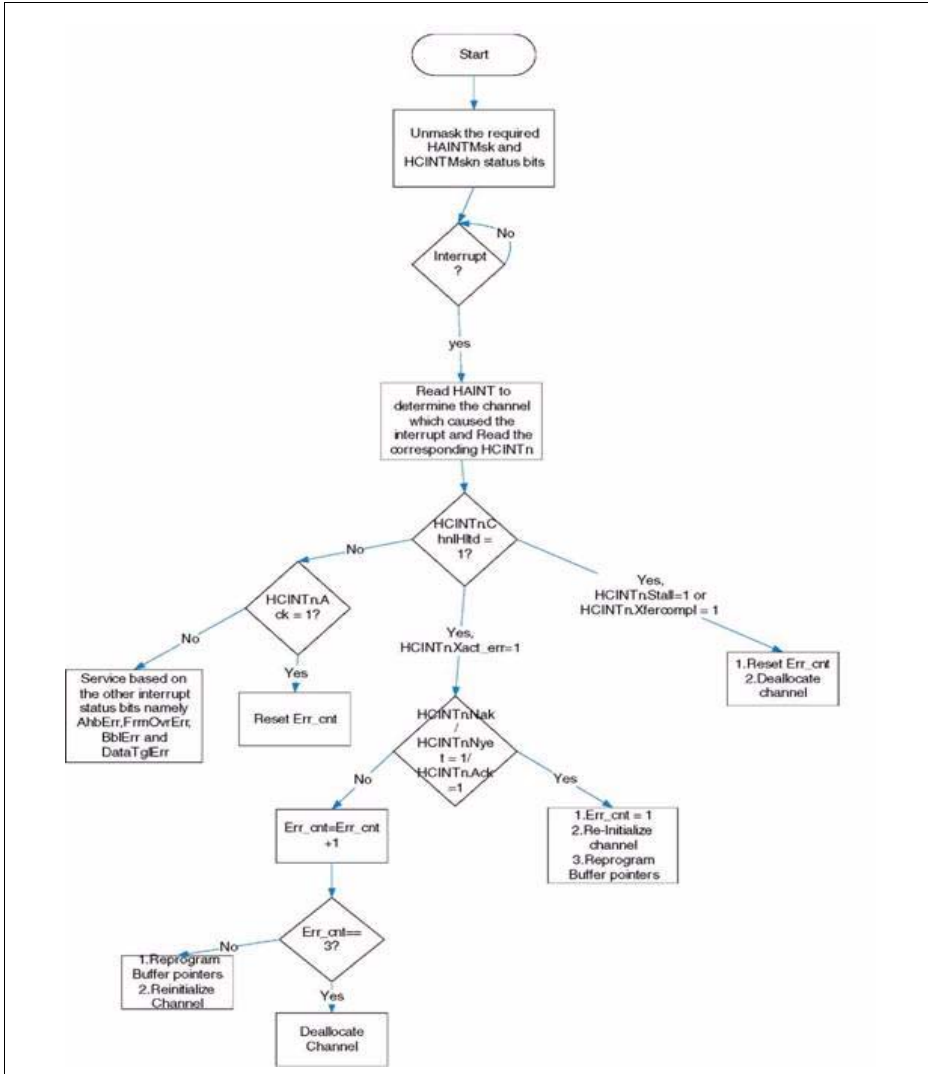 Start
Unmask the required
HAINTMsk and
HCINTMskn status bits
No
Interrupt
?
yes
Read HAINT to
determine the channel
which caused the
interrupt and Read the
corresponding HCINTn
HCINTn.C
hnlHltd =
1?
No
Yes,
HCINTn.Stall=1 or
HCINTn.Xfercompl = 1
HCINTn.A
ck = 1?
No
Yes
Yes,
HCINTn.Xact_err=1
Service based on
the other interrupt
status bits namely
AhbErr,FrmOvrErr,
BblErr and
DataTglErr
Reset Err_cnt
1.Reset Err_cnt
2.Deallocate
channel
HCINTn.Nak
/
HCINTn.Nye
t = 1/
HCINTn.Ack
=1
No
Yes
Err_cnt=Err_cnt
+1
1.Err_cnt = 1
2.Re-Initialize
channel
3.Reprogram
Buffer pointers
Err_cnt==
3?
No
1.Reprogram
Buffer pointers
2.Reinitialize
Channel
Yes
Deallocate
Channel